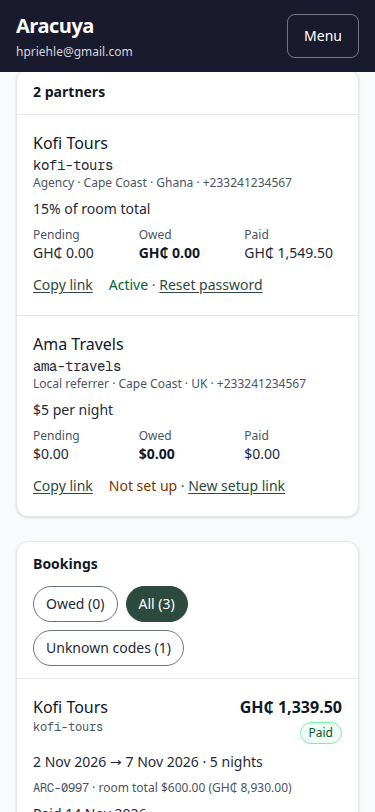 Aracuya
hpriehle@gmail.com
Menu
2 partners
Kofi Tours
kofi-tours
Agency · Cape Coast · Ghana · +233241234567
15% of room total
Pending Owed Paid
GH₵ 0.00 GH₵ 0.00 GH₵ 1,549.50
Copy link Active · Reset password
Ama Travels
ama-travels
Local referrer · Cape Coast · UK · +233241234567
$5 per night
Pending Owed Paid
$0.00 $0.00 $0.00
Copy link Not set up · New setup link
Bookings
Owed (0) All (3)
Unknown codes (1)
Kofi Tours GH₵ 1,339.50
kofi-tours Paid
2 Nov 2026 → 7 Nov 2026 · 5 nights
ARC-0997 · room total $600.00 (GH₵ 8,930.00)
Paid 14 Nov 2026